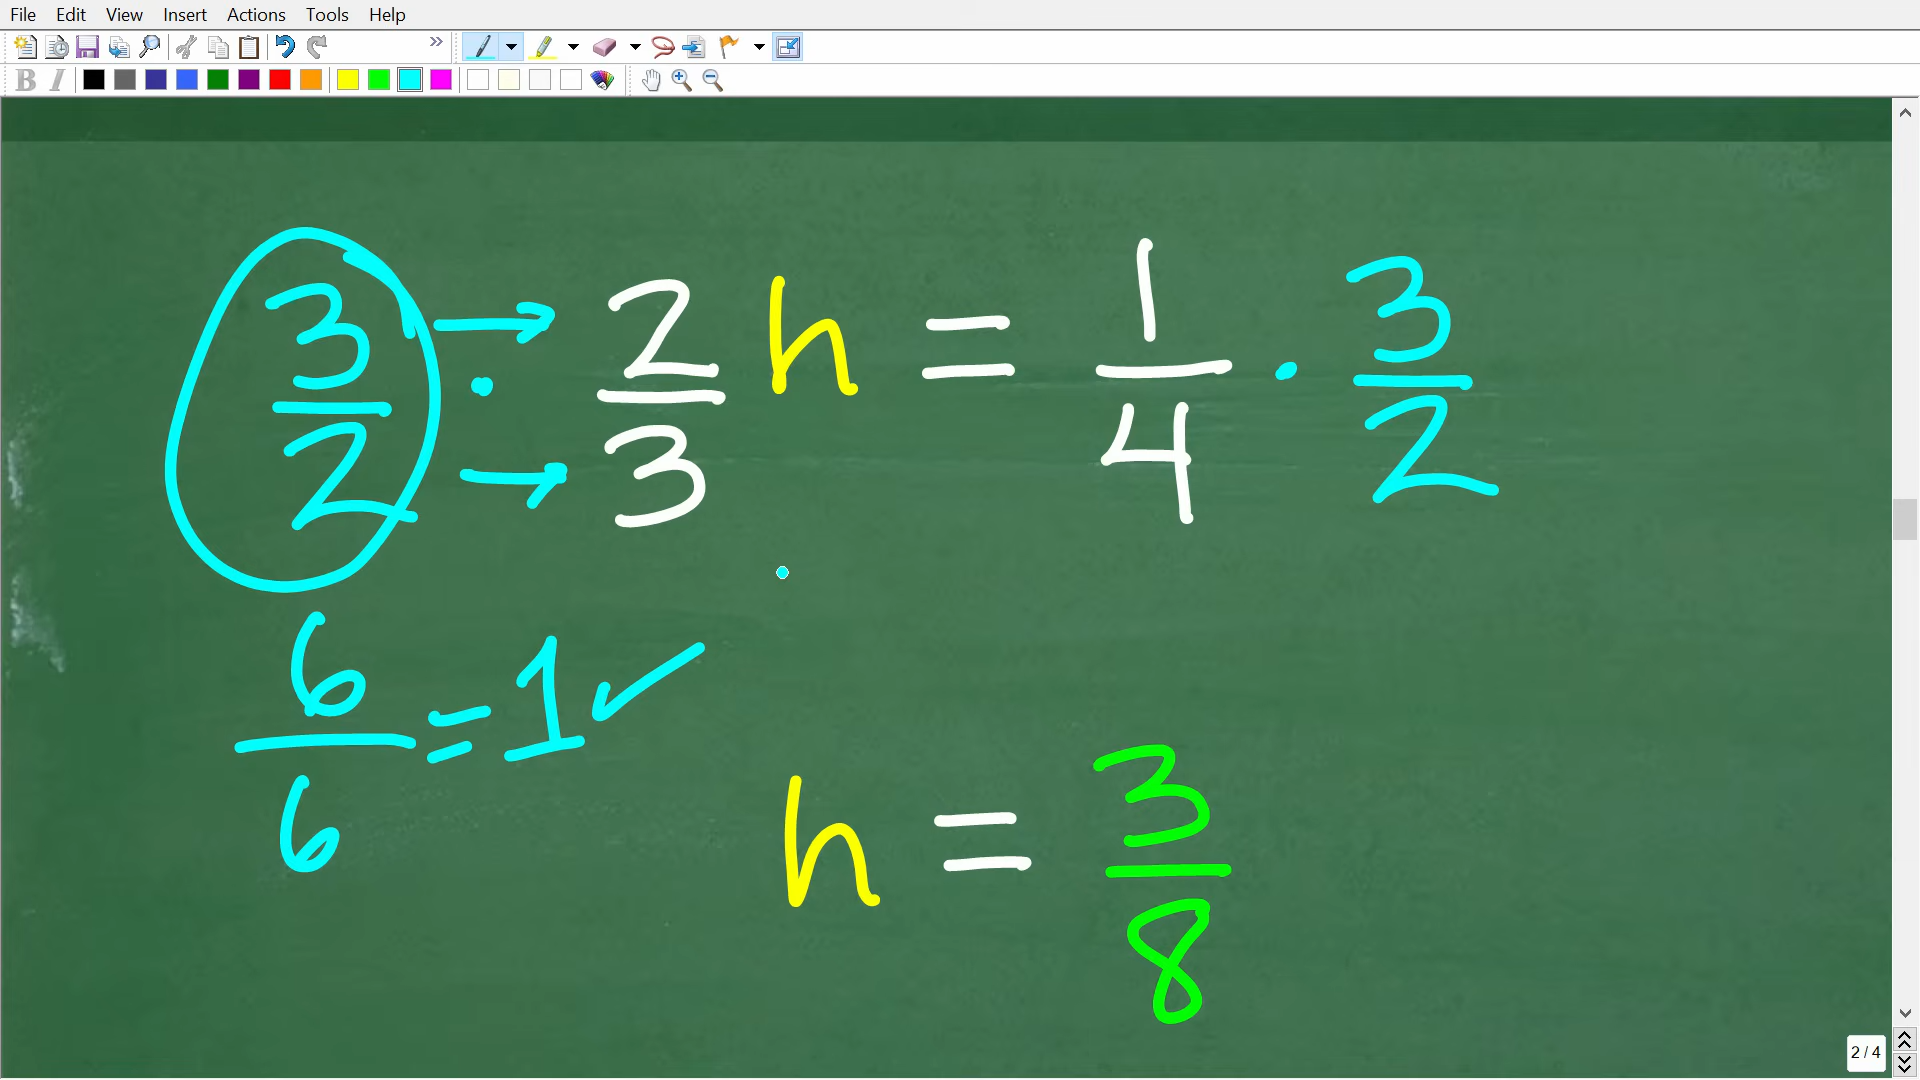 File Edit View Insert Actions Tools Help
B I
3/2 → · → 2/3 h = 1/4 · 3/2
6/6 = 1 ✓
h = 3/8
2 / 4